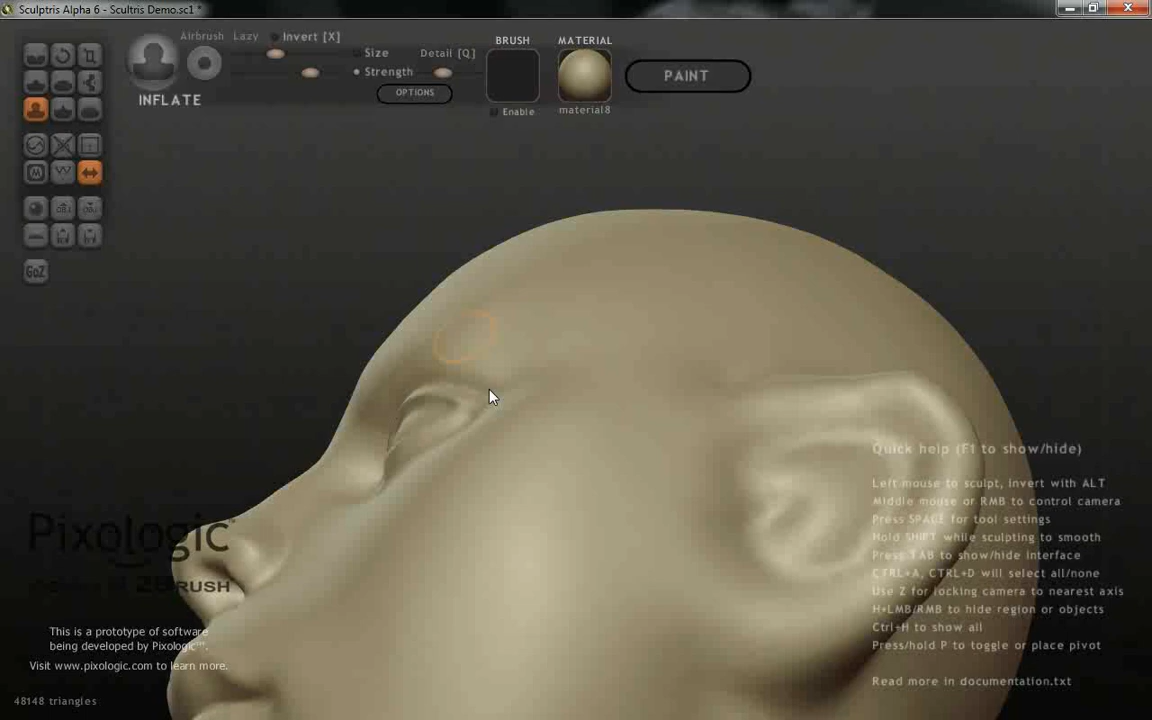 Sculptris Alpha 6 - Scultris Demo.sc1 *
Airbrush Lazy Invert [X]
Size Detail [Q]
Strength
OPTIONS
INFLATE
BRUSH
Enable
MATERIAL
material8
PAINT
OBJ OBJ
GoZ
Quick help (F1 to show/hide)
Left mouse to sculpt, invert with ALT
Middle mouse or RMB to control camera
Press SPACE for tool settings
Hold SHIFT while sculpting to smooth
Press TAB to show/hide interface
CTRL+A, CTRL+D will select all/none
Use Z for locking camera to nearest axis
H+LMB/RMB to hide region or objects
Ctrl+H to show all
Press/hold P to toggle or place pivot
Read more in documentation.txt
Pixologic
ZBRUSH
This is a prototype of software
being developed by Pixologic™.
Visit www.pixologic.com to learn more.
48148 triangles